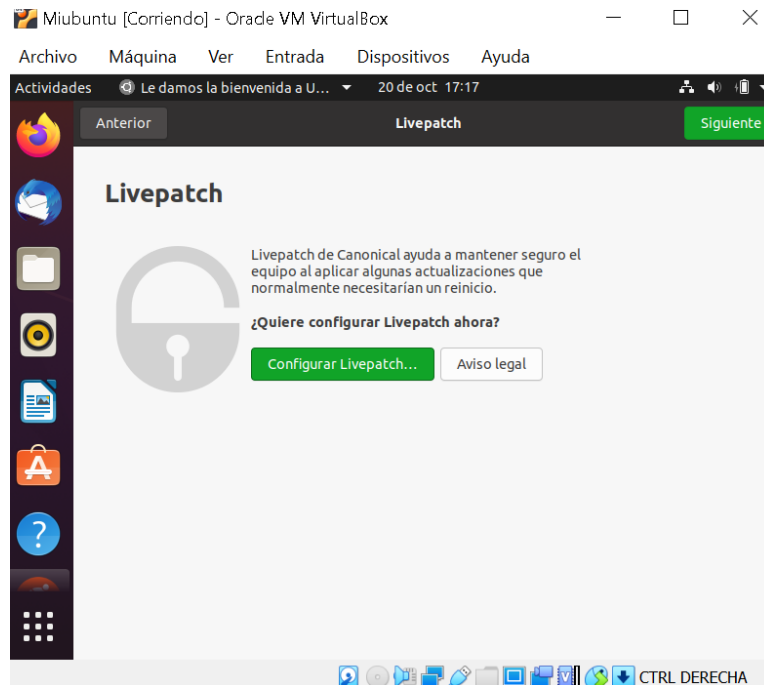 Miubuntu [Corriendo] - Oracle VM VirtualBox
Archivo Máquina Ver Entrada Dispositivos Ayuda
Actividades Le damos la bienvenida a U... 20 de oct 17:17
Anterior Livepatch Siguiente
Livepatch
Livepatch de Canonical ayuda a mantener seguro el
equipo al aplicar algunas actualizaciones que
normalmente necesitarían un reinicio.
¿Quiere configurar Livepatch ahora?
Configurar Livepatch... Aviso legal
CTRL DERECHA